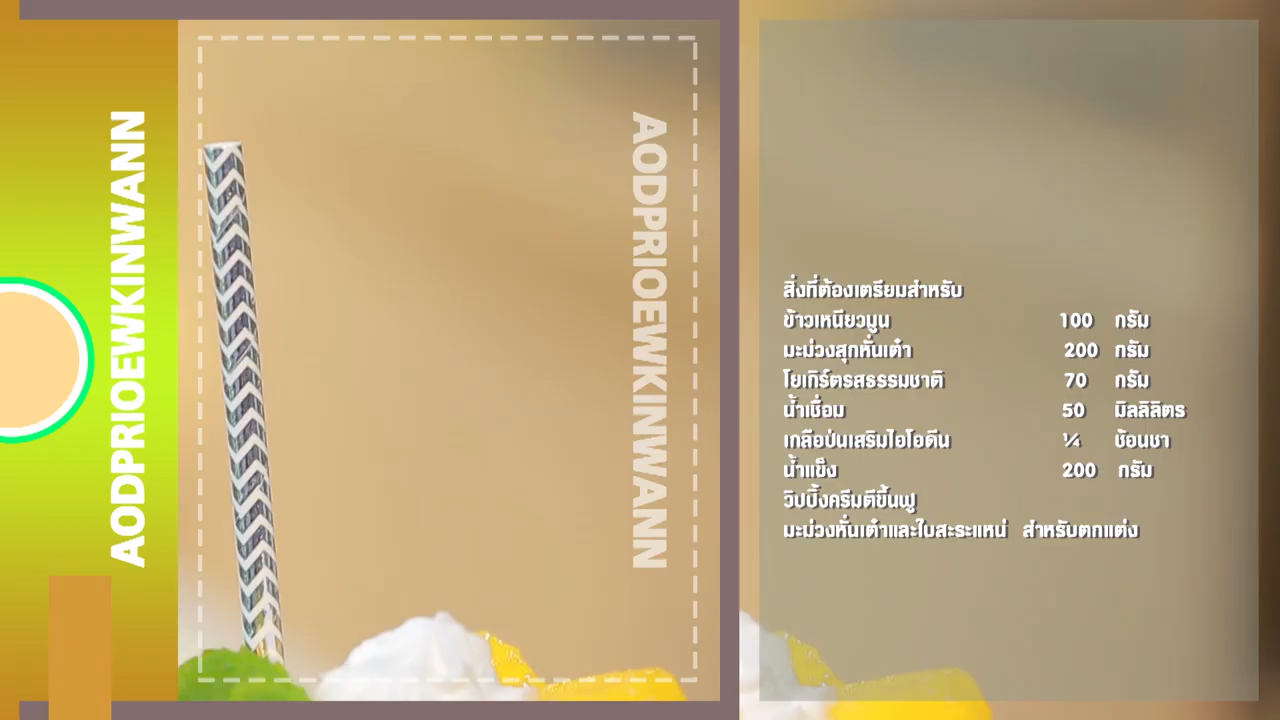 AODPRIOEWKINWANN
AODPRIOEWKINWANN
สิ่งที่ต้องเตรียมสำหรับ
ข้าวเหนียวมูน 100 กรัม
มะม่วงสุกหั่นเต๋า 200 กรัม
โยเกิร์ตรสธรรมชาติ 70 กรัม
น้ำเชื่อม 50 มิลลิลิตร
เกลือป่นเสริมไอโอดีน ¼ ช้อนชา
น้ำแข็ง 200 กรัม
วิปปิ้งครีมตีขึ้นฟู
มะม่วงหั่นเต๋าและใบสะระแหน่ สำหรับตกแต่ง